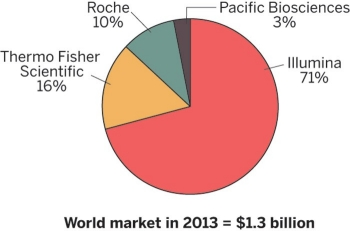 Roche
10%
Pacific Biosciences
3%
Thermo Fisher
Scientific
16%
Illumina
71%
World market in 2013 = $1.3 billion